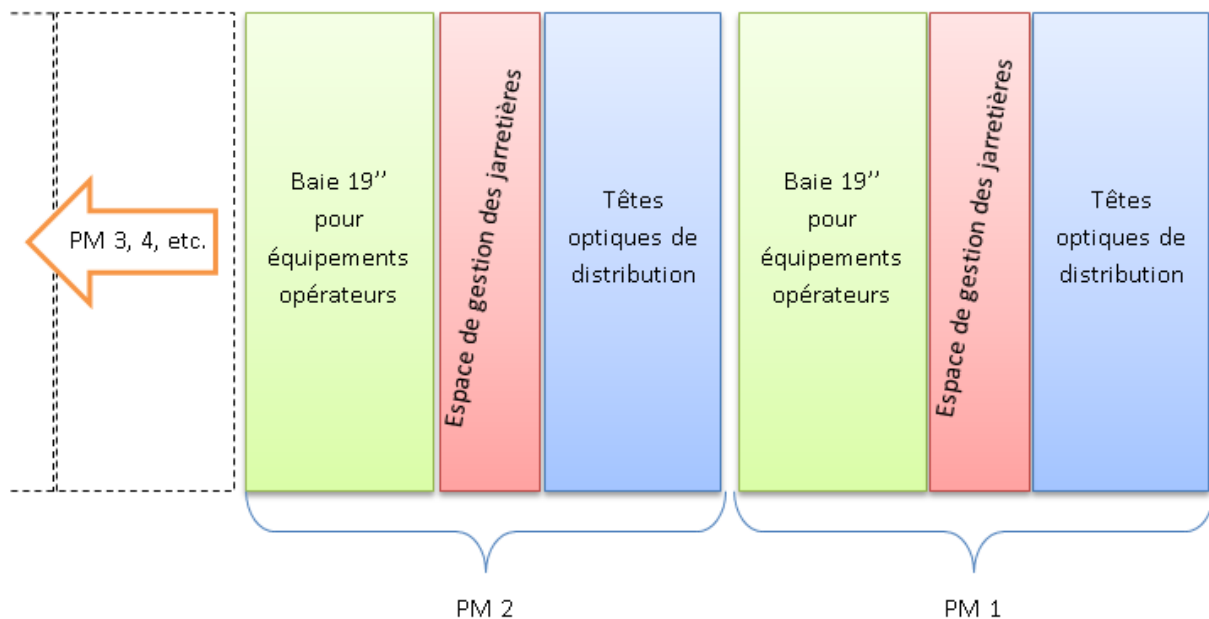 PM 3, 4, etc.
Baie 19’’
pour
équipements
opérateurs
Espace de gestion des jarretières
Têtes
optiques de
distribution
Baie 19’’
pour
équipements
opérateurs
Espace de gestion des jarretières
Têtes
optiques de
distribution
PM 2
PM 1